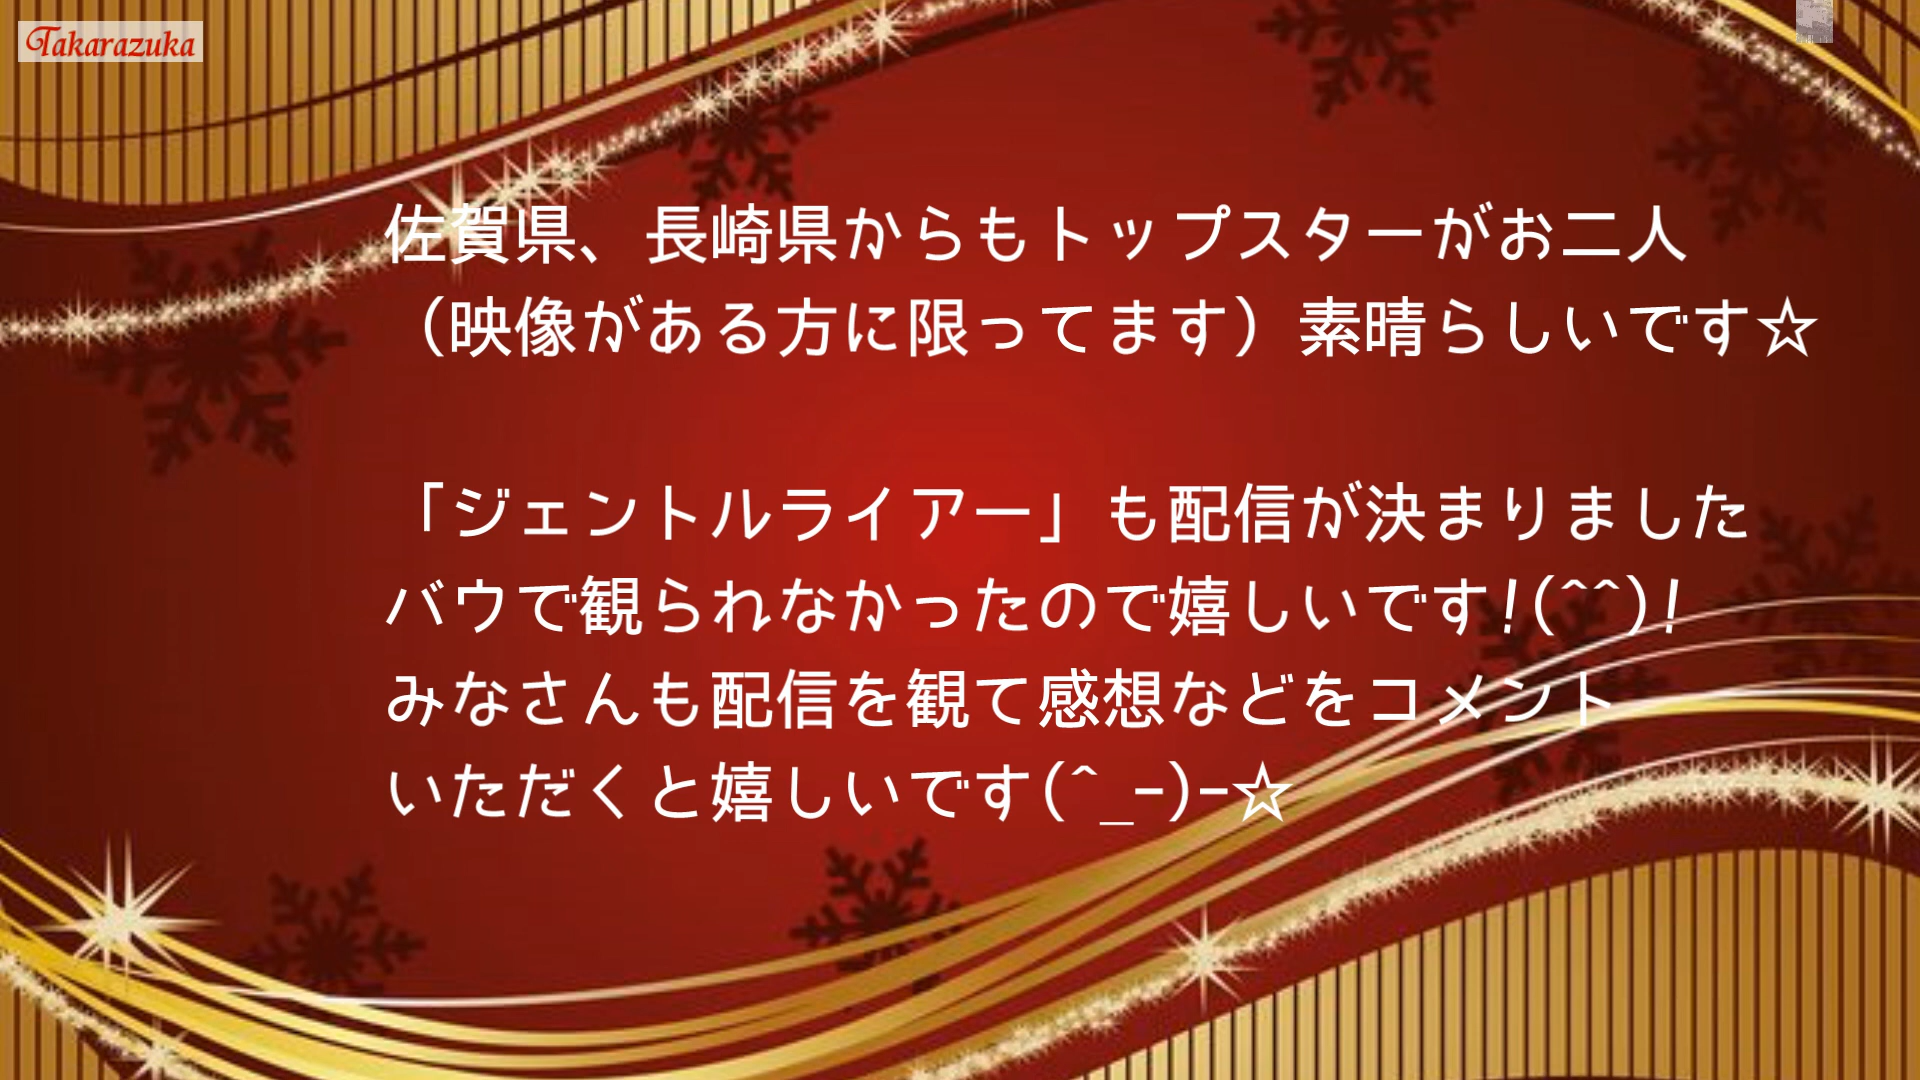 Takarazuka
佐賀県、長崎県からもトップスターがお二人
（映像がある方に限ってます）素晴らしいです☆
「ジェントルライアー」も配信が決まりました
バウで観られなかったので嬉しいです!(^^)!
みなさんも配信を観て感想などをコメント
いただくと嬉しいです(^_-)-☆